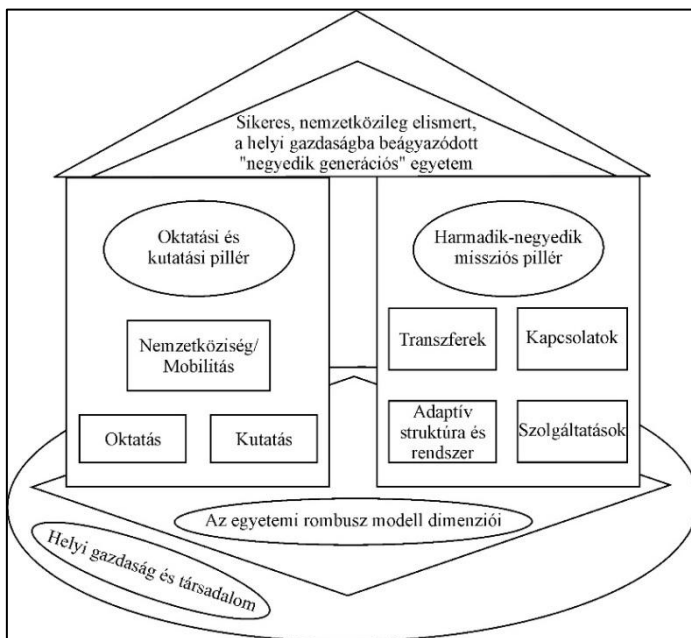 Sikeres, nemzetközileg elismert,
a helyi gazdaságba beágyazódott
"negyedik generációs" egyetem
Oktatási és
kutatási pillér
Nemzetköziség/
Mobilitás
Oktatás
Kutatás
Harmadik-negyedik
missziós pillér
Transzferek
Kapcsolatok
Adaptív
struktúra és
rendszer
Szolgáltatások
Az egyetemi rombusz modell dimenziói
Helyi gazdaság és társadalom